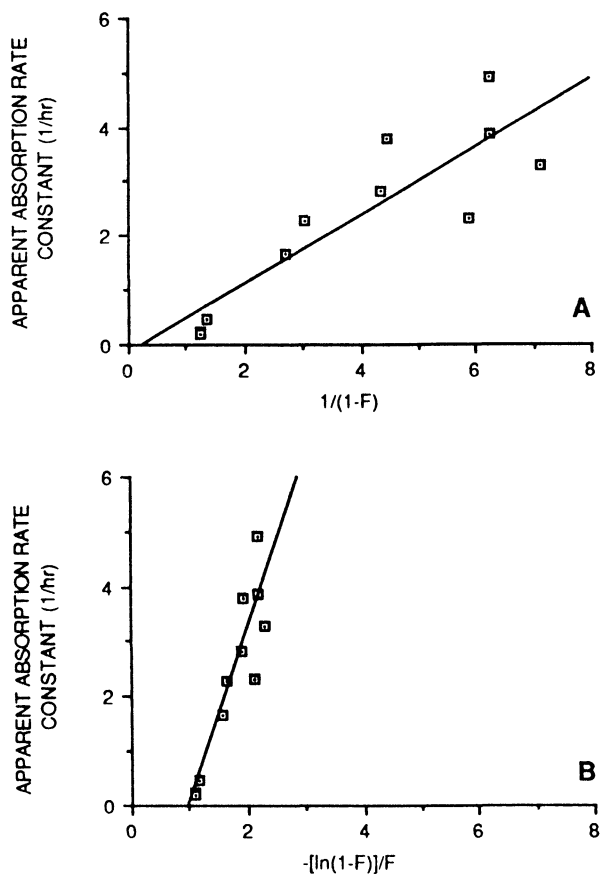 6
4
2
0
APPARENT ABSORPTION RATE
CONSTANT (1/hr)
A
0 2 4 6 8
1/(1-F)
6
4
2
0
APPARENT ABSORPTION RATE
CONSTANT (1/hr)
B
0 2 4 6 8
-[ln(1-F)]/F